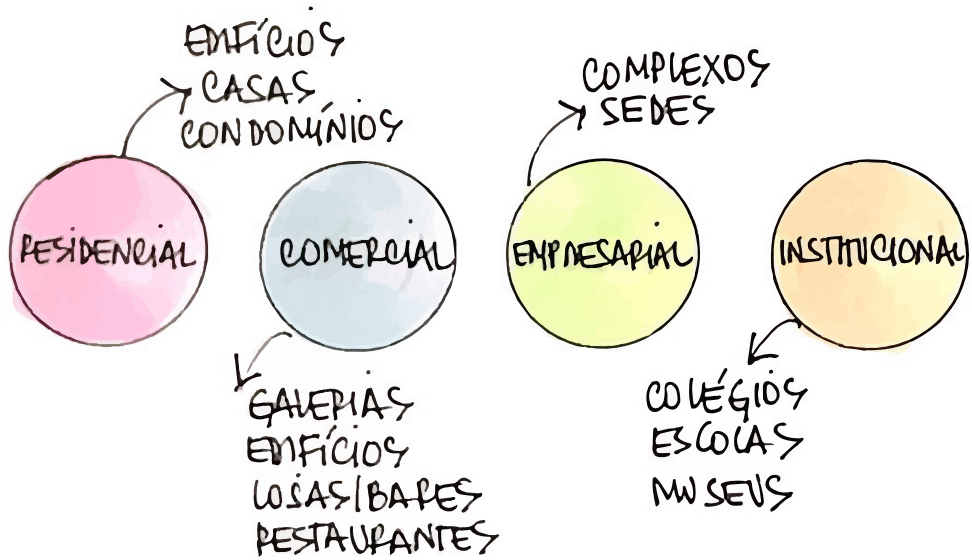 EDIFÍCIOS
CASAS
CONDOMÍNIOS
COMPLEXOS
SEDES
RESIDENCIAL
COMERCIAL
EMPRESARIAL
INSTITUCIONAL
GALERIAS
EDIFÍCIOS
LOJAS/BARES
RESTAURANTES
COLÉGIOS
ESCOLAS
MUSEUS